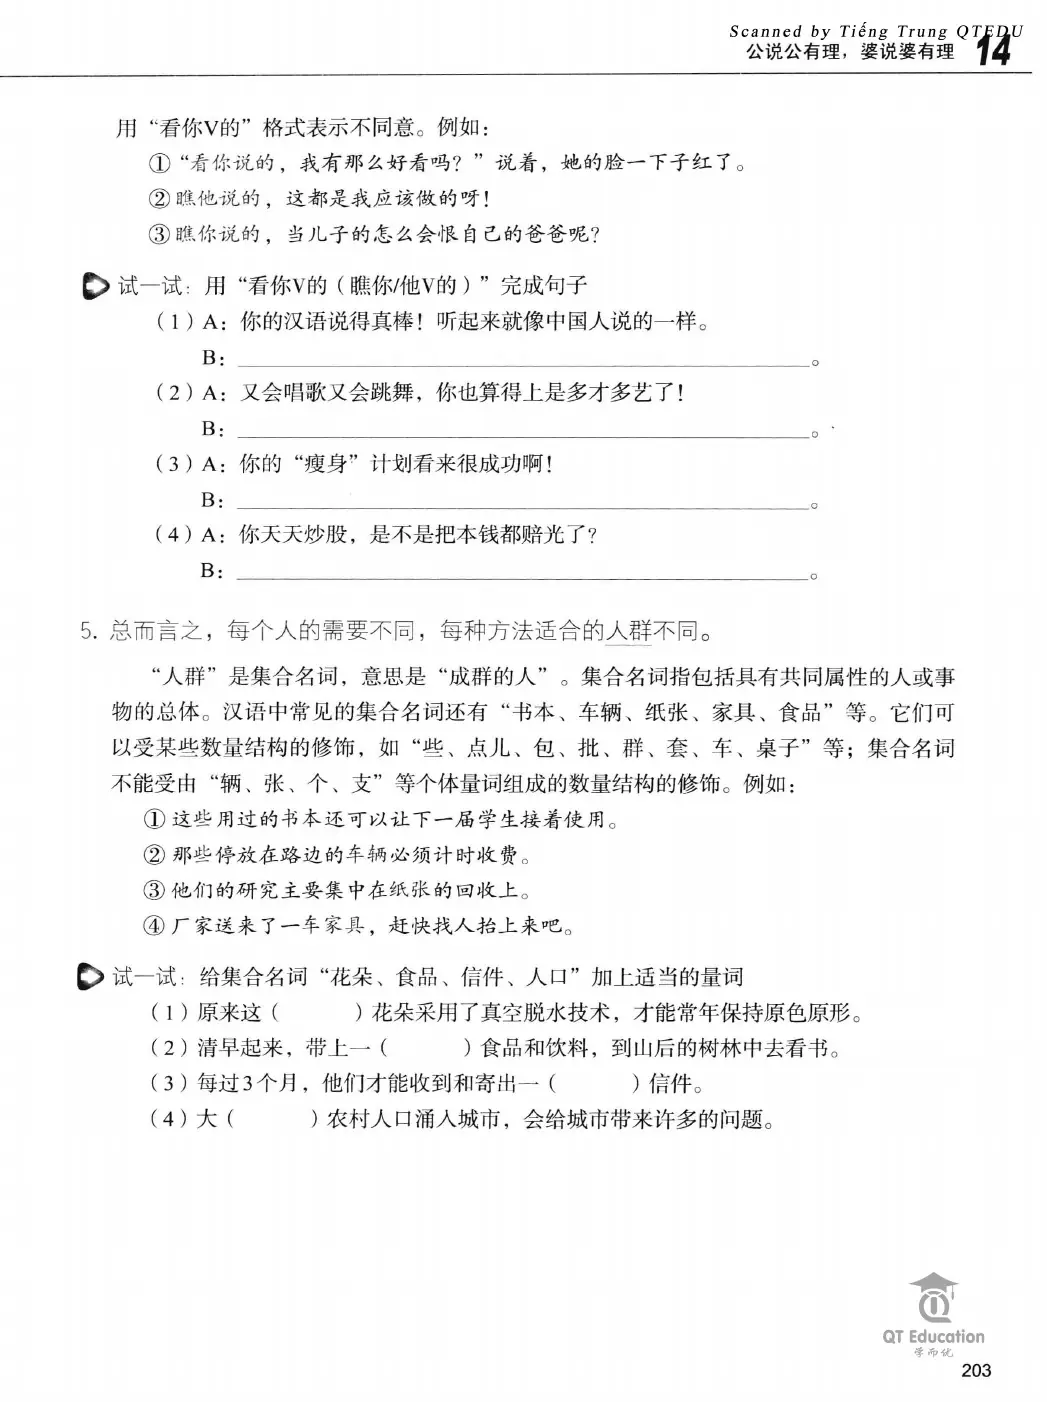 Scanned by Tiếng Trung QTEDU
公说公有理，婆说婆有理 14
用“看你V的”格式表示不同意。例如：
①“看你说的，我有那么好看吗？”说着，她的脸一下子红了。
②瞧他说的，这都是我应该做的呀！
③瞧你说的，当儿子的怎么会恨自己的爸爸呢？
试一试：用“看你V的（瞧你/他V的）”完成句子
（1）A：你的汉语说得真棒！听起来就像中国人说的一样。
B：。
（2）A：又会唱歌又会跳舞，你也算得上是多才多艺了！
B：。
（3）A：你的“瘦身”计划看来很成功啊！
B：。
（4）A：你天天炒股，是不是把本钱都赔光了？
B：。
5. 总而言之，每个人的需要不同，每种方法适合的人群不同。
“人群”是集合名词，意思是“成群的人”。集合名词指包括具有共同属性的人或事
物的总体。汉语中常见的集合名词还有“书本、车辆、纸张、家具、食品”等。它们可
以受某些数量结构的修饰，如“些、点儿、包、批、群、套、车、桌子”等；集合名词
不能受由“辆、张、个、支”等个体量词组成的数量结构的修饰。例如：
①这些用过的书本还可以让下一届学生接着使用。
②那些停放在路边的车辆必须计时收费。
③他们的研究主要集中在纸张的回收上。
④厂家送来了一车家具，赶快找人抬上来吧。
试一试：给集合名词“花朵、食品、信件、人口”加上适当的量词
（1）原来这（ ）花朵采用了真空脱水技术，才能常年保持原色原形。
（2）清早起来，带上一（ ）食品和饮料，到山后的树林中去看书。
（3）每过3个月，他们才能收到和寄出一（ ）信件。
（4）大（ ）农村人口涌入城市，会给城市带来许多的问题。
QT Education
学而优
203